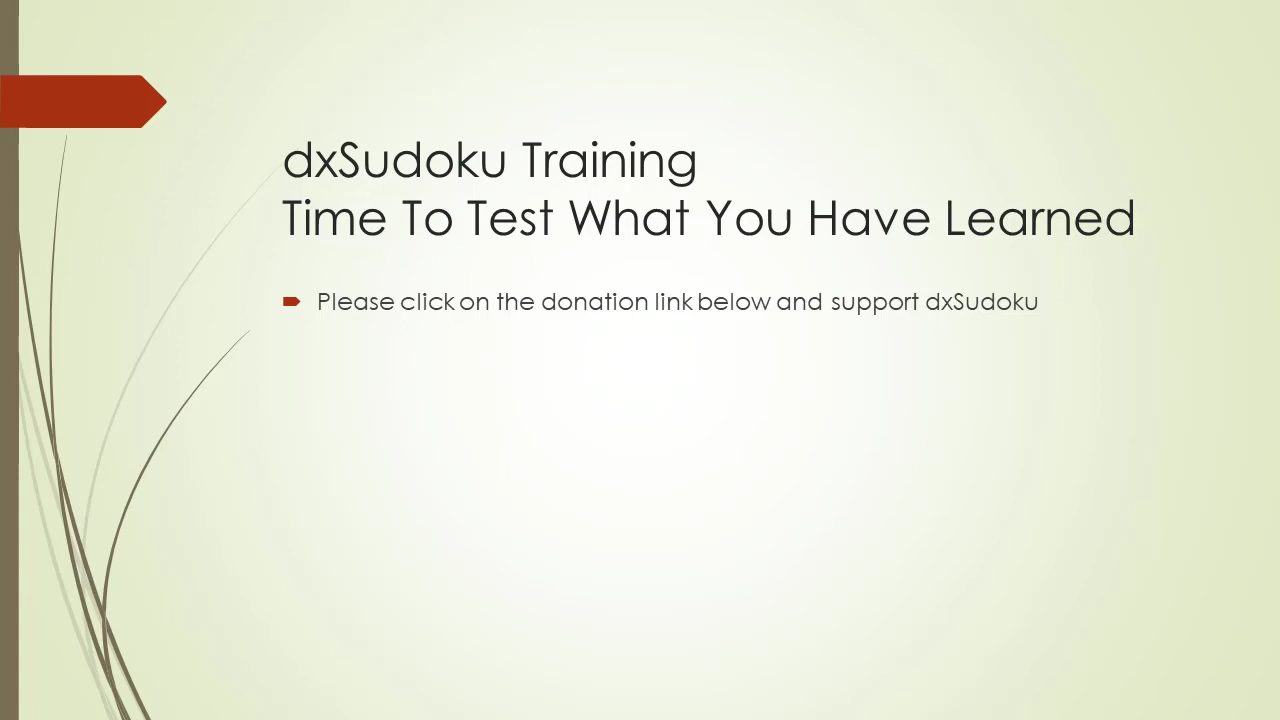 dxSudoku Training
Time To Test What You Have Learned
Please click on the donation link below and support dxSudoku